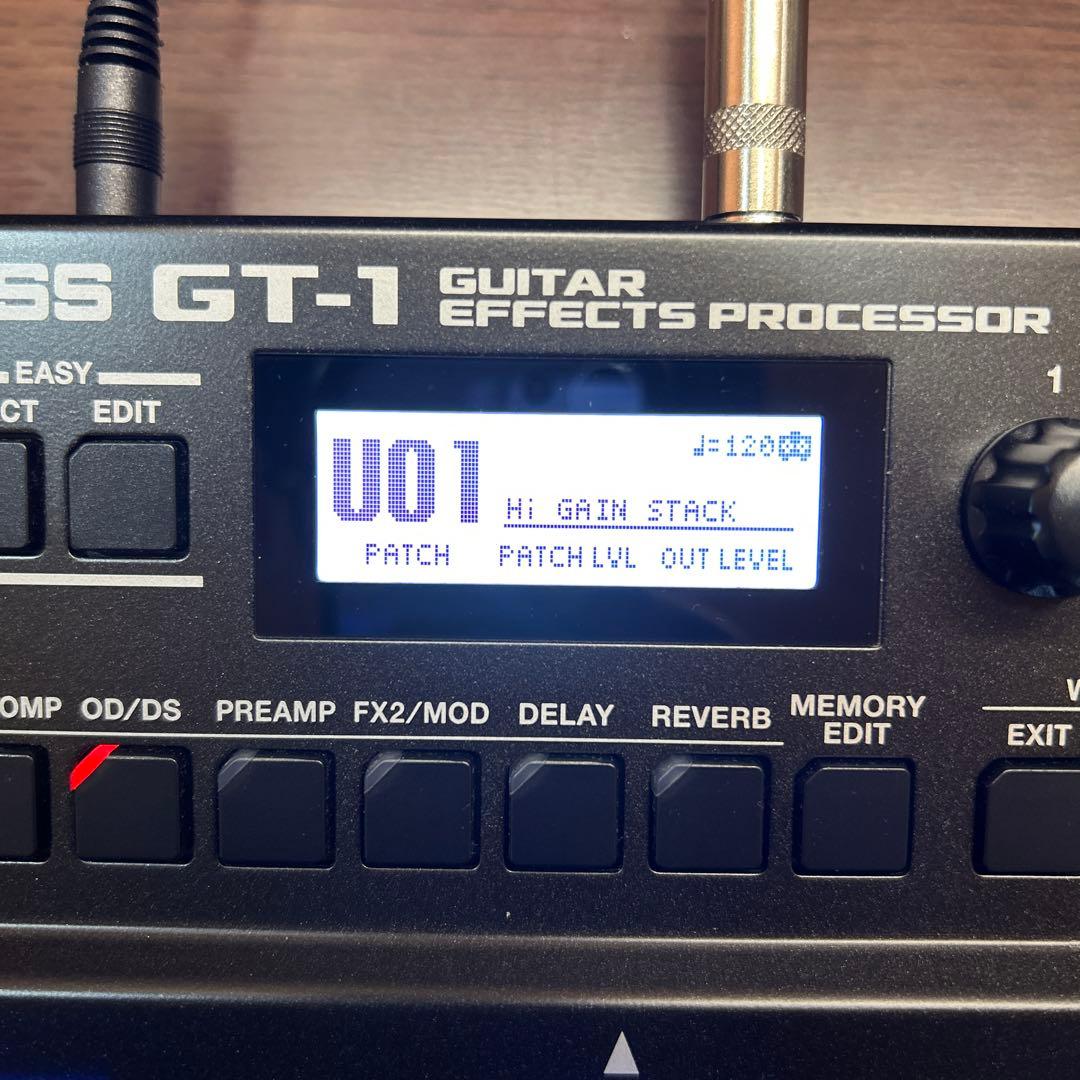 SS GT-1 GUITAR
EFFECTS PROCESSOR
EASY
CT EDIT
1
U01
♩=120
Hi GAIN STACK
PATCH PATCH LVL OUT LEVEL
OMP OD/DS PREAMP FX2/MOD DELAY REVERB MEMORY
EDIT
EXIT